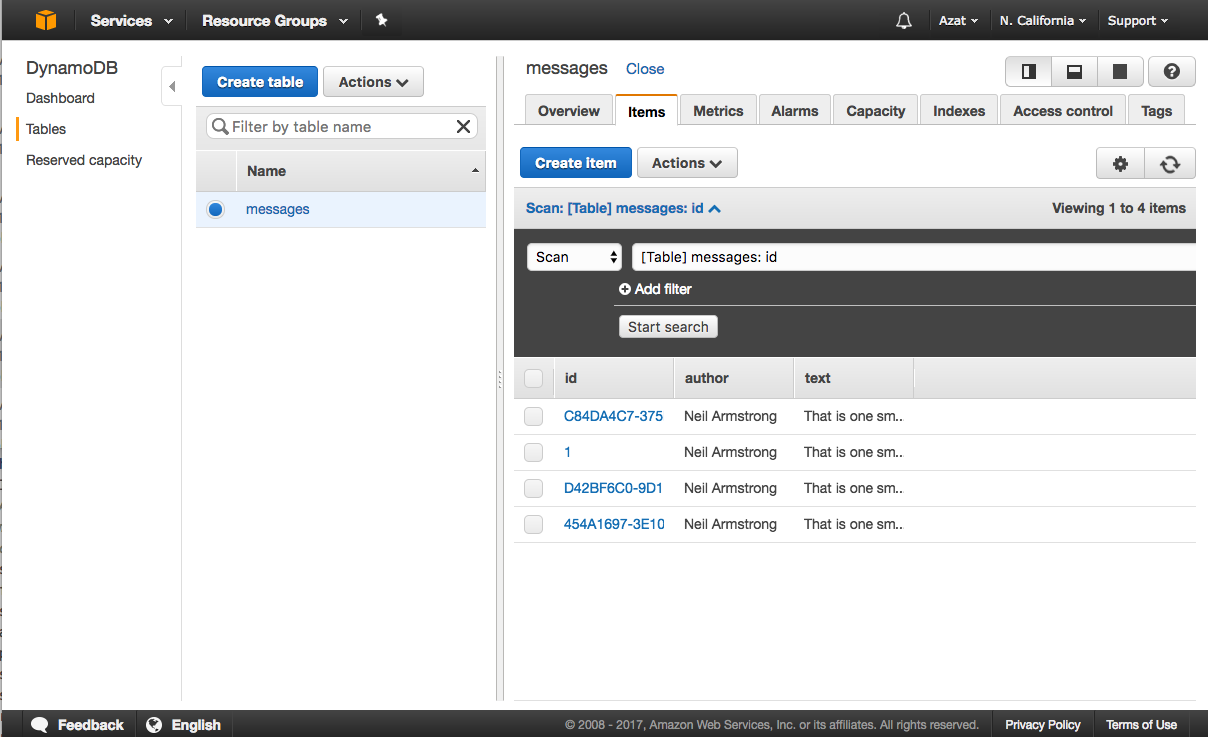 Services Resource Groups Azat N. California Support
DynamoDB
Dashboard
Tables
Reserved capacity
Create table Actions
Filter by table name
Name
messages
messages Close
Overview Items Metrics Alarms Capacity Indexes Access control Tags
Create item Actions
Scan: [Table] messages: id Viewing 1 to 4 items
Scan [Table] messages: id
Add filter
Start search
id author text
C84DA4C7-375 Neil Armstrong That is one sm..
1 Neil Armstrong That is one sm..
D42BF6C0-9D1 Neil Armstrong That is one sm..
454A1697-3E10 Neil Armstrong That is one sm..
Feedback English © 2008 - 2017, Amazon Web Services, Inc. or its affiliates. All rights reserved. Privacy Policy Terms of Use